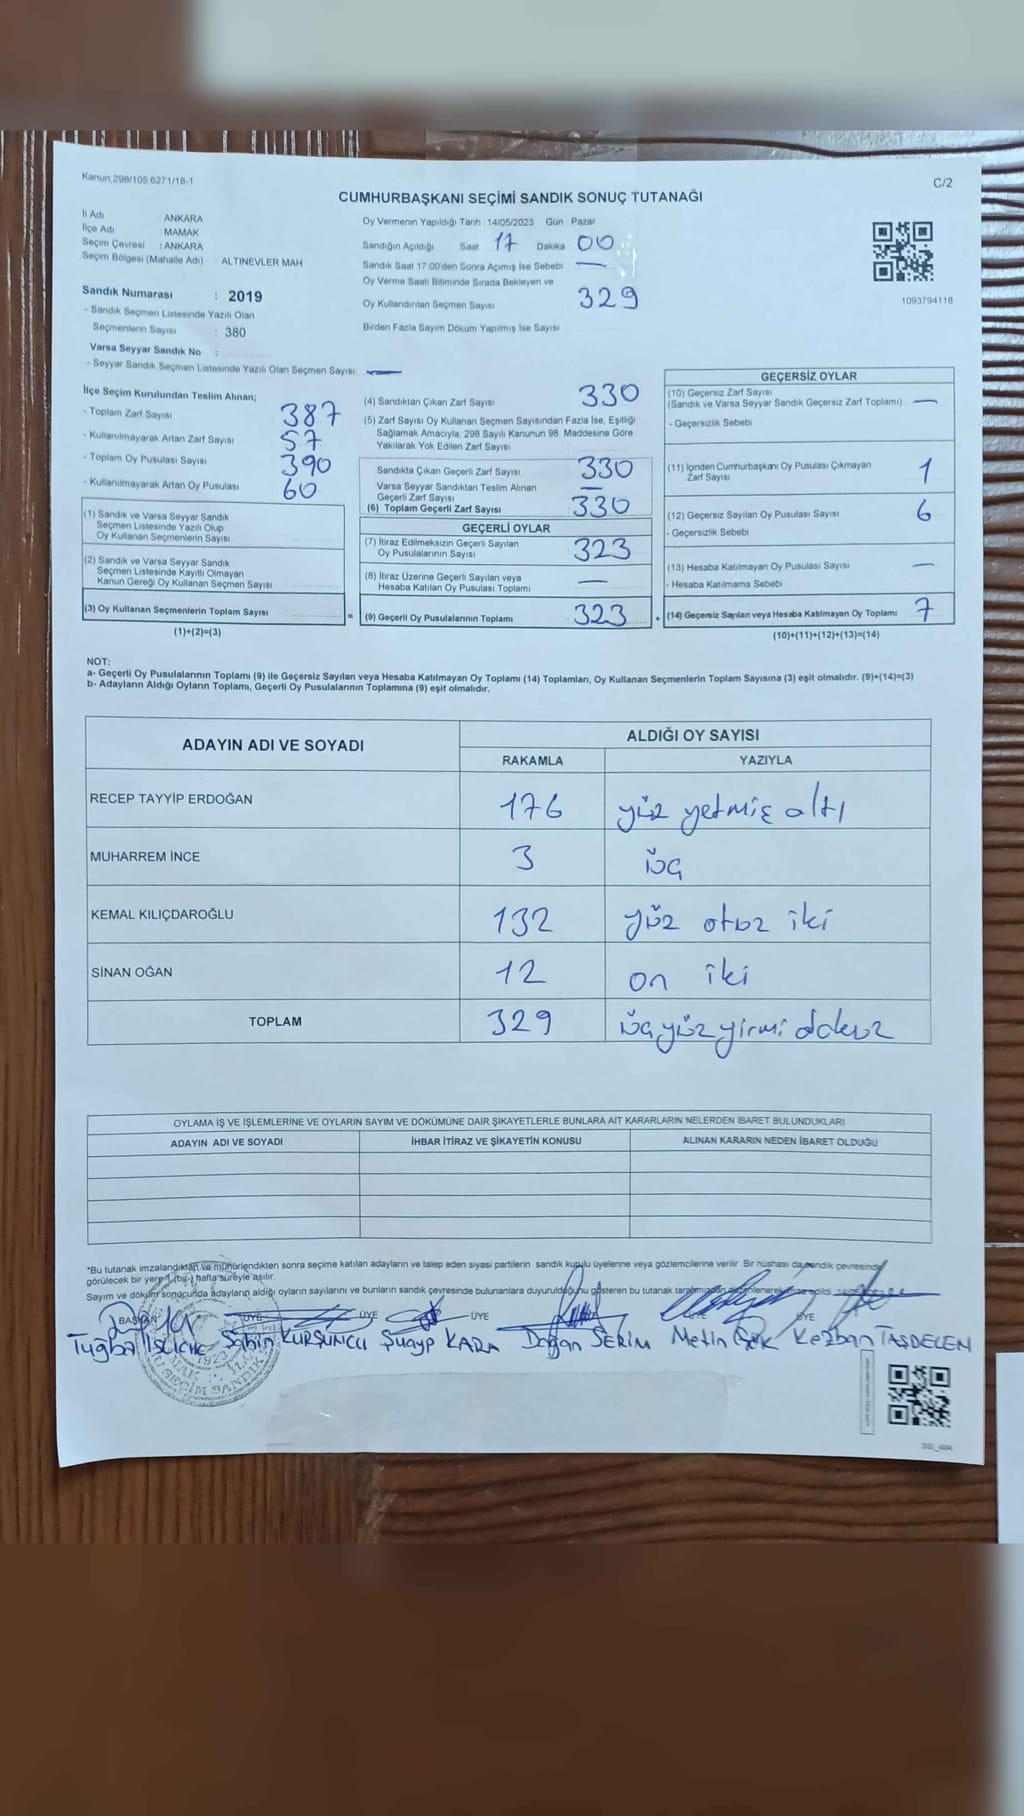 Kanun 298/105 6271/18-1
C/2
CUMHURBAŞKANI SEÇİMİ SANDIK SONUÇ TUTANAĞI
İl Adı ANKARA
İlçe Adı MAMAK
Seçim Çevresi : ANKARA
Seçim Bölgesi (Mahalle Adı) ALTINEVLER MAH
Sandık Numarası : 2019
- Sandık Seçmen Listesinde Yazılı Olan
Seçmenlerin Sayısı : 380
Varsa Seyyar Sandık No :
- Seyyar Sandık Seçmen Listesinde Yazılı Olan Seçmen Sayısı —
Oy Vermenin Yapıldığı Tarih : 14/05/2023 Gün : Pazar
Sandığın Açıldığı Saat 17 Dakika 00
Sandık Saat 17:00'den Sonra Açmış İse Sebebi —
Oy Verme Saati Bitiminde Sırada Bekleyen ve
Oy Kullandırılan Seçmen Sayısı 329
Birden Fazla Sayım Döküm Yapılmış İse Sayısı
1093794118
İlçe Seçim Kurulundan Teslim Alınan;
- Toplam Zarf Sayısı 387
- Kullanılmayarak Artan Zarf Sayısı 57
- Toplam Oy Pusulası Sayısı 390
- Kullanılmayarak Artan Oy Pusulası 60
(1) Sandık ve Varsa Seyyar Sandık
Seçmen Listesinde Yazılı Olup
Oy Kullanan Seçmenlerin Sayısı
(2) Sandık ve Varsa Seyyar Sandık
Seçmen Listesinde Kayıtlı Olmayan
Kanun Gereği Oy Kullanan Seçmen Sayısı
(3) Oy Kullanan Seçmenlerin Toplam Sayısı =
(1)+(2)=(3)
(4) Sandıktan Çıkan Zarf Sayısı 330
(5) Zarf Sayısı Oy Kullanan Seçmen Sayısından Fazla İse, Eşitliği
Sağlamak Amacıyla, 298 Sayılı Kanunun 98. Maddesine Göre
Yakılarak Yok Edilen Zarf Sayısı
Sandıkta Çıkan Geçerli Zarf Sayısı 330
Varsa Seyyar Sandıktan Teslim Alınan
Geçerli Zarf Sayısı —
(6) Toplam Geçerli Zarf Sayısı 330
GEÇERLİ OYLAR
(7) İtiraz Edilmeksizin Geçerli Sayılan
Oy Pusulalarının Sayısı 323
(8) İtiraz Üzerine Geçerli Sayılan veya
Hesaba Katılan Oy Pusulası Toplamı —
(9) Geçerli Oy Pusulalarının Toplamı 323 +
GEÇERSİZ OYLAR
(10) Geçersiz Zarf Sayısı
(Sandık ve Varsa Seyyar Sandık Geçersiz Zarf Toplamı) —
- Geçersizlik Sebebi
(11) İçinden Cumhurbaşkanı Oy Pusulası Çıkmayan
Zarf Sayısı 1
(12) Geçersiz Sayılan Oy Pusulası Sayısı 6
- Geçersizlik Sebebi
(13) Hesaba Katılmayan Oy Pusulası Sayısı —
- Hesaba Katılmama Sebebi
(14) Geçersiz Sayılan veya Hesaba Katılmayan Oy Toplamı 7
(10)+(11)+(12)+(13)=(14)
NOT:
a- Geçerli Oy Pusulalarının Toplamı (9) ile Geçersiz Sayılan veya Hesaba Katılmayan Oy Toplamı (14) Toplamları, Oy Kullanan Seçmenlerin Toplam Sayısına (3) eşit olmalıdır. (9)+(14)=(3)
b- Adayların Aldığı Oyların Toplamı, Geçerli Oy Pusulalarının Toplamına (9) eşit olmalıdır.
ADAYIN ADI VE SOYADI ALDIĞI OY SAYISI
RAKAMLA YAZIYLA
RECEP TAYYİP ERDOĞAN 176 yüz yetmiş altı
MUHARREM İNCE 3 üç
KEMAL KILIÇDAROĞLU 132 yüz otuz iki
SİNAN OĞAN 12 on iki
TOPLAM 329 üçyüzyirmi dokuz
OYLAMA İŞ VE İŞLEMLERİNE VE OYLARIN SAYIM VE DÖKÜMÜNE DAİR ŞİKAYETLERLE BUNLARA AİT KARARLARIN NELERDEN İBARET BULUNDUKLARI
ADAYIN ADI VE SOYADI İHBAR İTİRAZ VE ŞİKAYETİN KONUSU ALINAN KARARIN NEDEN İBARET OLDUĞU
*Bu tutanak imzalandıktan ve mühürlendikten sonra seçime katılan adayların ve talep eden siyasi partilerin sandık kurulu üyelerine veya gözlemcilerine verilir. Bir nüshası da sandık çevresinde
görülecek bir yere 1 (bir) hafta süreyle asılır.
Sayım ve döküm sonucunda adayların aldığı oyların sayılarını ve bunların sandık çevresinde bulunanlara duyurulduğunu gösteren bu tutanak tarafımızdan düzenlenerek imza edildi
BAŞKAN ÜYE ÜYE ÜYE ÜYE
Tuğba Şahin KURŞUNCU Şuayp KARA Doğan SERİM Metin Kezban TAŞDELEN
1923